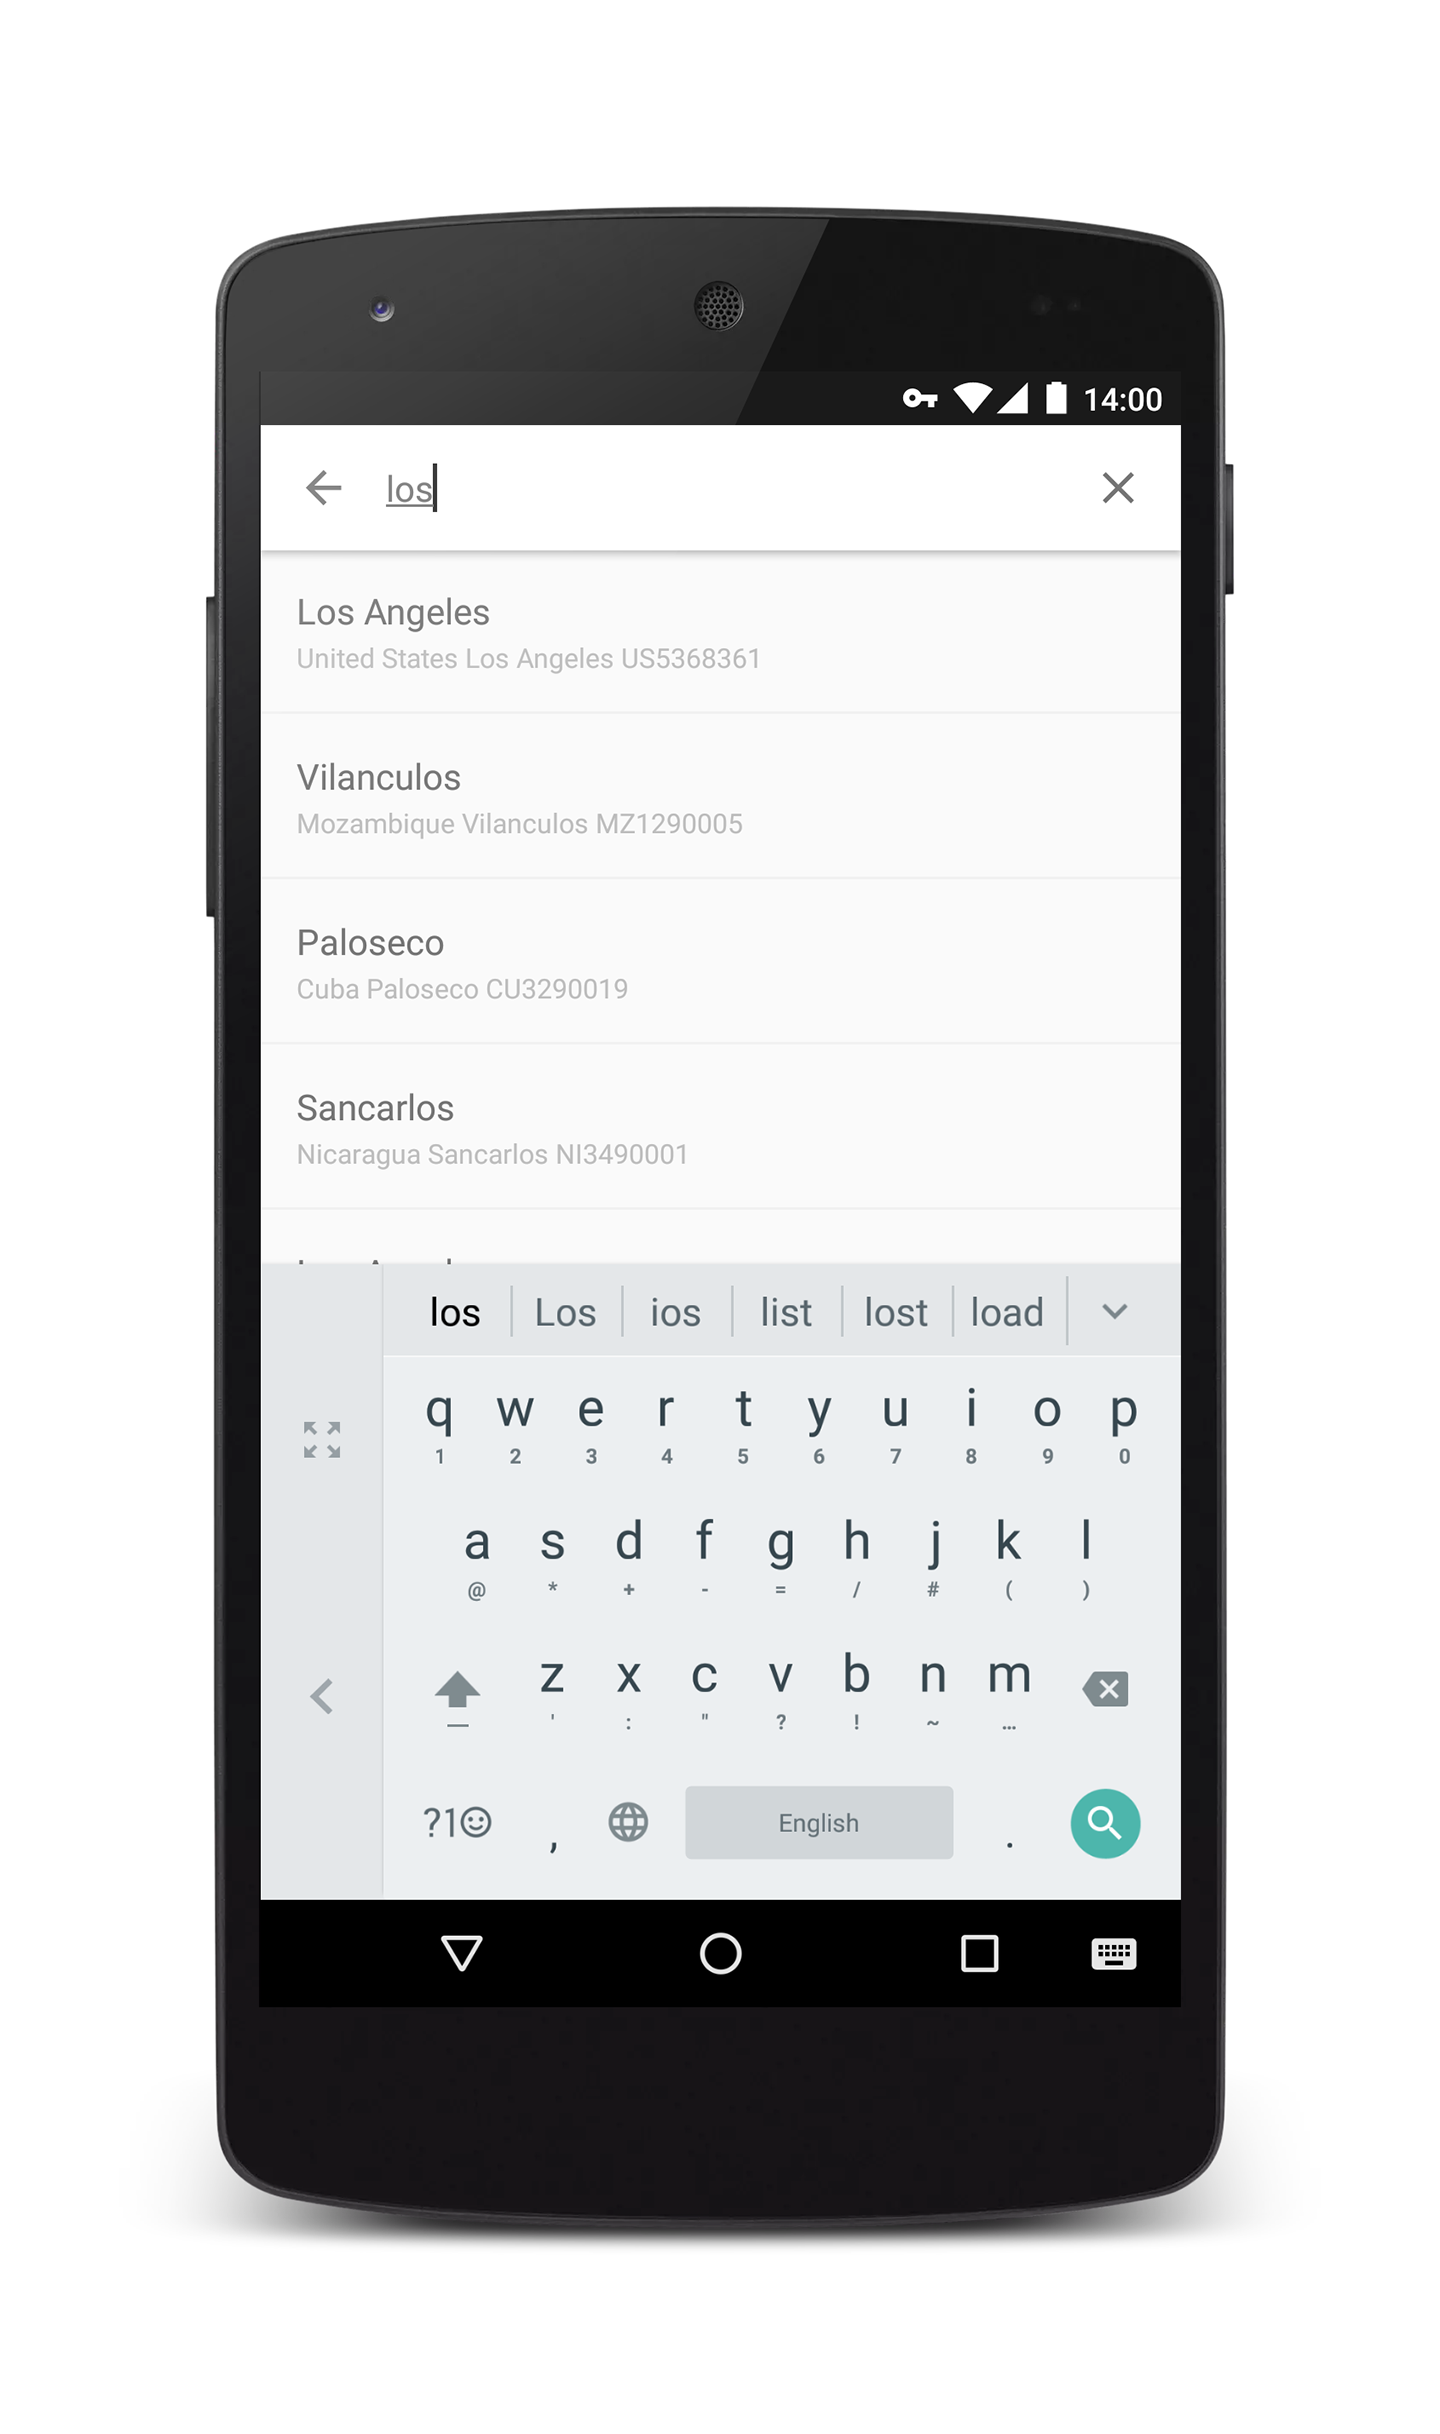 14:00
los
Los Angeles
United States Los Angeles US5368361
Vilanculos
Mozambique Vilanculos MZ1290005
Paloseco
Cuba Paloseco CU3290019
Sancarlos
Nicaragua Sancarlos NI3490001
los Los ios list lost load
q w e r t y u i o p
1 2 3 4 5 6 7 8 9 0
a s d f g h j k l
@ * + - = / # ( )
z x c v b n m
' : " ? ! ~ …
?1☺ , English .